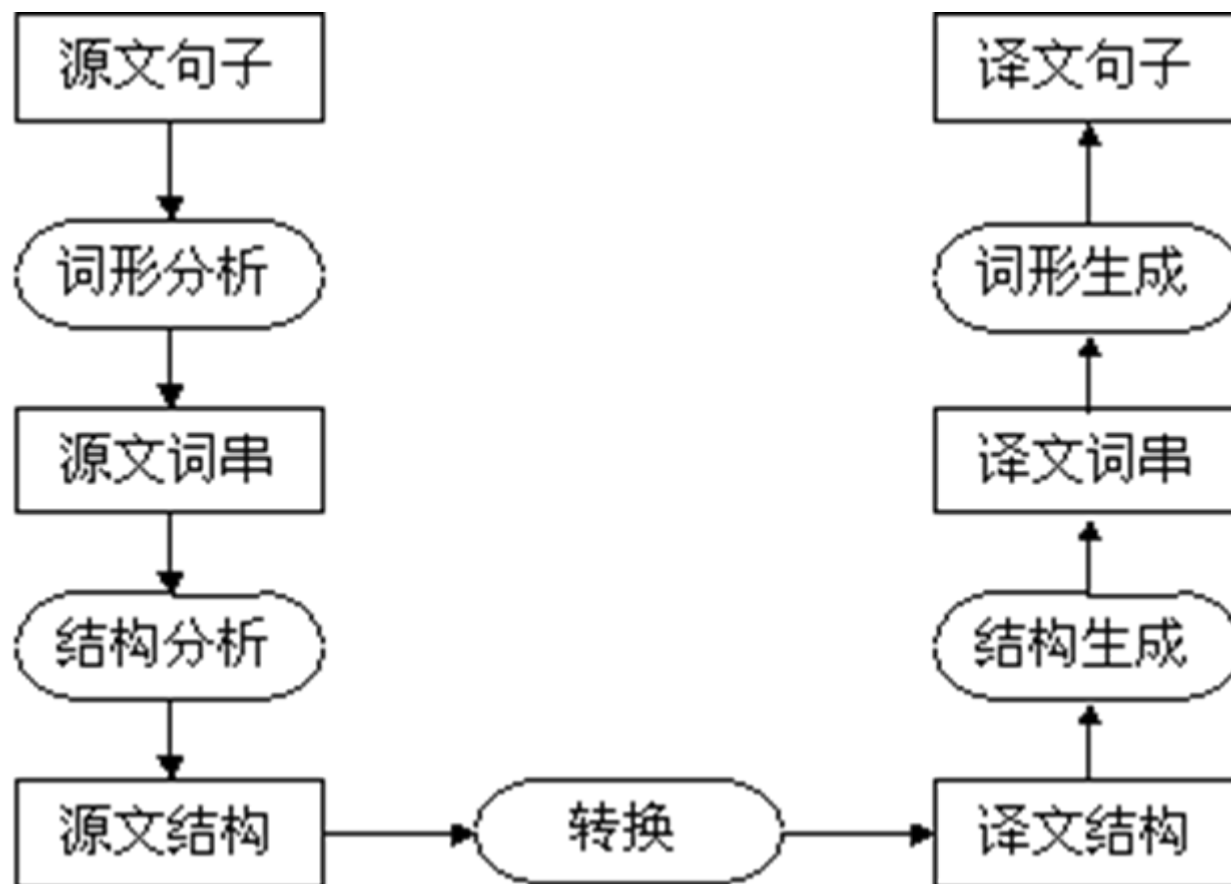 源文句子
译文句子
词形分析
词形生成
源文词串
译文词串
结构分析
结构生成
源文结构
转换
译文结构